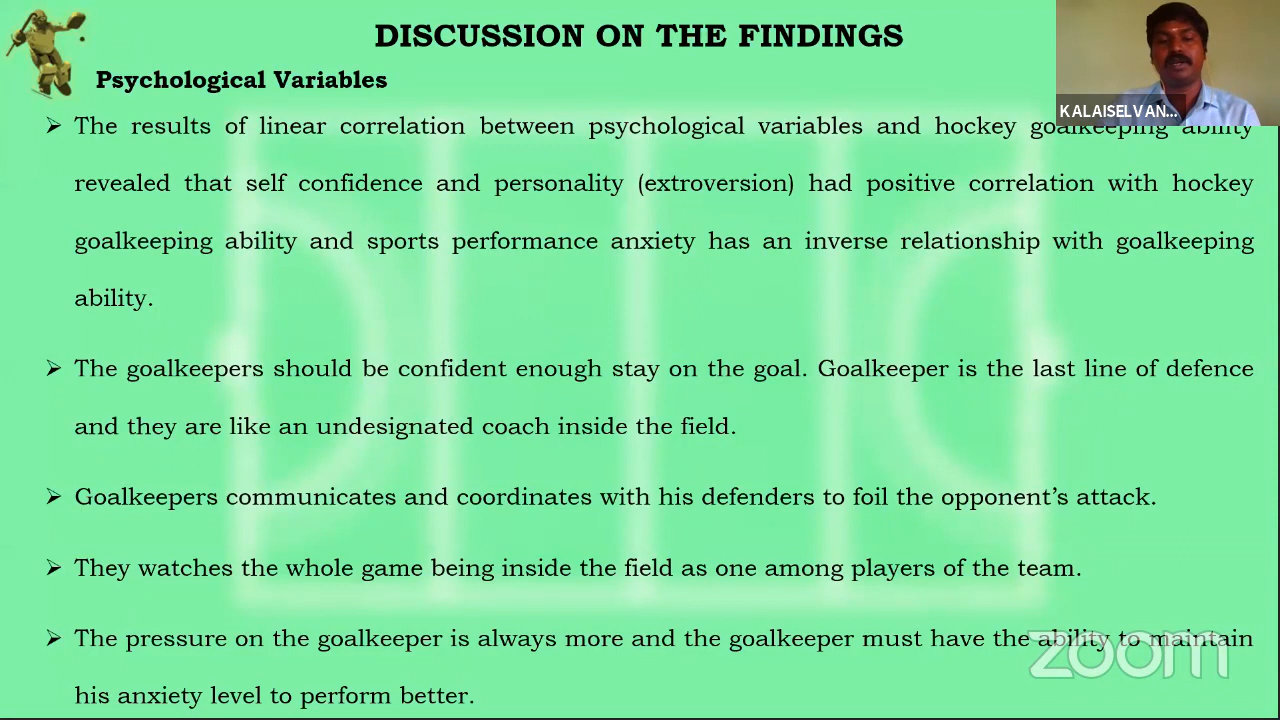 DISCUSSION ON THE FINDINGS
Psychological Variables
KALAISELVAN...
➢ The results of linear correlation between psychological variables and hockey goalkeeping ability
revealed that self confidence and personality (extroversion) had positive correlation with hockey
goalkeeping ability and sports performance anxiety has an inverse relationship with goalkeeping
ability.
➢ The goalkeepers should be confident enough stay on the goal. Goalkeeper is the last line of defence
and they are like an undesignated coach inside the field.
➢ Goalkeepers communicates and coordinates with his defenders to foil the opponent’s attack.
➢ They watches the whole game being inside the field as one among players of the team.
➢ The pressure on the goalkeeper is always more and the goalkeeper must have the ability to maintain
his anxiety level to perform better.
zoom